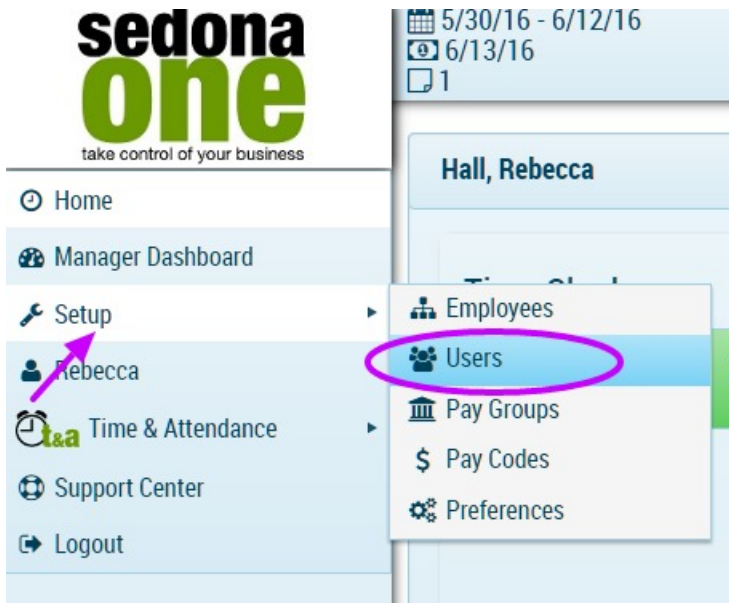 sedona
one
take control of your business
5/30/16 - 6/12/16
6/13/16
1
Hall, Rebecca
Home
Manager Dashboard
Setup
Rebecca
t&a Time & Attendance
Support Center
Logout
Employees
Users
Pay Groups
$ Pay Codes
Preferences